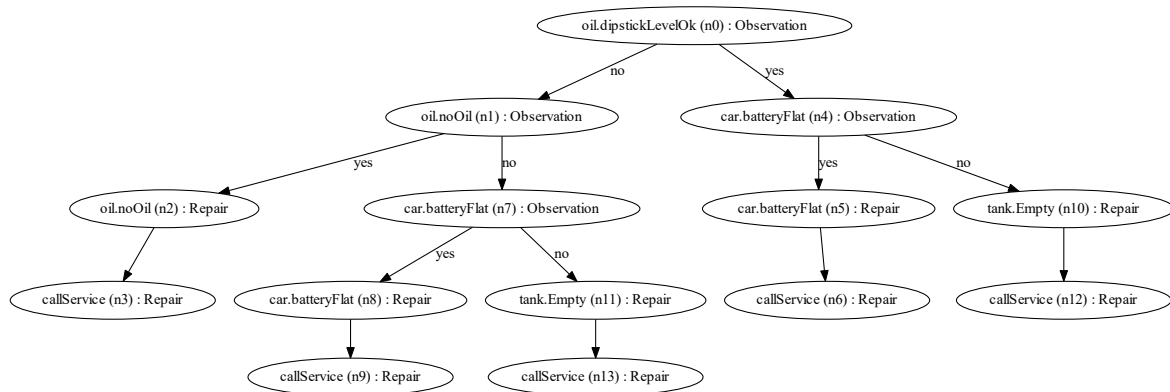 oil.dipstickLevelOk (n0) : Observation
no
yes
oil.noOil (n1) : Observation
car.batteryFlat (n4) : Observation
yes
no
yes
no
oil.noOil (n2) : Repair
car.batteryFlat (n7) : Observation
car.batteryFlat (n5) : Repair
tank.Empty (n10) : Repair
yes
no
callService (n3) : Repair
car.batteryFlat (n8) : Repair
tank.Empty (n11) : Repair
callService (n6) : Repair
callService (n12) : Repair
callService (n9) : Repair
callService (n13) : Repair